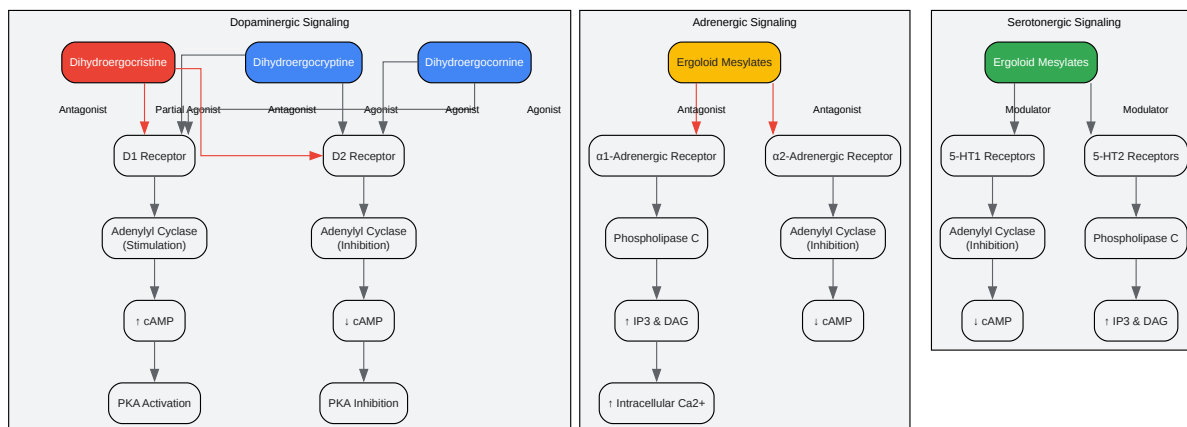 Dopaminergic Signaling
Adrenergic Signaling
Serotonergic Signaling
Dihydroergocristine
Dihydroergocryptine
Dihydroergocornine
Ergoloid Mesylates
Ergoloid Mesylates
Antagonist
Partial Agonist
Antagonist
Agonist
Agonist
Agonist
Antagonist
Antagonist
Modulator
Modulator
D1 Receptor
D2 Receptor
α1-Adrenergic Receptor
α2-Adrenergic Receptor
5-HT1 Receptors
5-HT2 Receptors
Adenylyl Cyclase
(Stimulation)
Adenylyl Cyclase
(Inhibition)
Phospholipase C
Adenylyl Cyclase
(Inhibition)
Adenylyl Cyclase
(Inhibition)
Phospholipase C
↑ cAMP
↓ cAMP
↑ IP3 & DAG
↓ cAMP
↓ cAMP
↑ IP3 & DAG
PKA Activation
PKA Inhibition
↑ Intracellular Ca2+